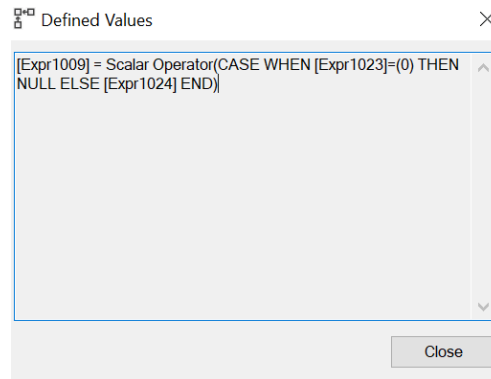 Defined Values
[Expr1009] = Scalar Operator(CASE WHEN [Expr1023]=(0) THEN
NULL ELSE [Expr1024] END)
Close